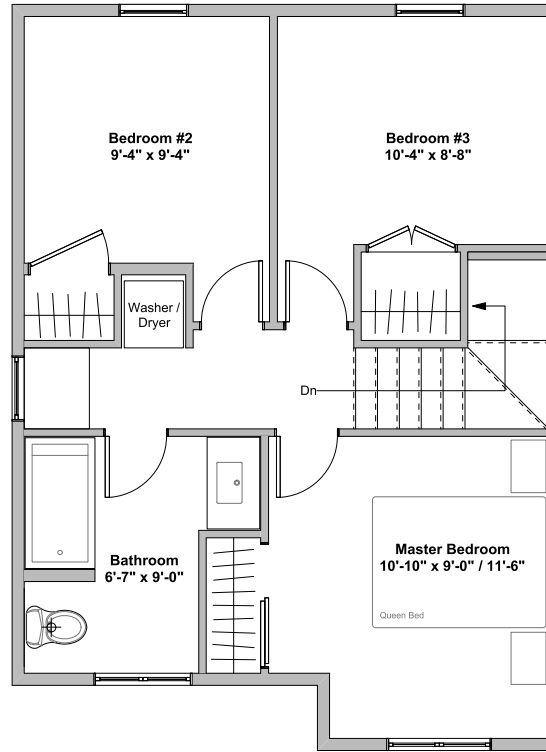 Bedroom #2
9'-4" x 9'-4"
Bedroom #3
10'-4" x 8'-8"
Washer /
Dryer
Dn
Bathroom
6'-7" x 9'-0"
Master Bedroom
10'-10" x 9'-0" / 11'-6"
Queen Bed